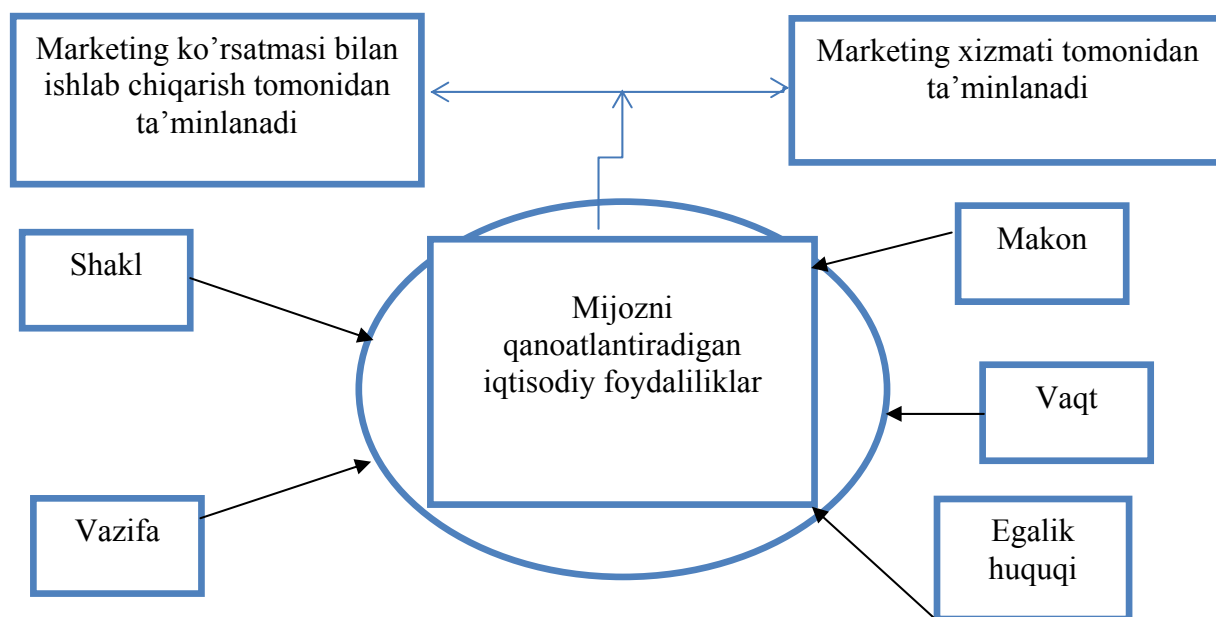 Marketing ko’rsatmasi bilan
ishlab chiqarish tomonidan
ta’minlanadi
Marketing xizmati tomonidan
ta’minlanadi
Shakl
Makon
Mijozni
qanoatlantiradigan
iqtisodiy foydaliliklar
Vaqt
Vazifa
Egalik
huquqi